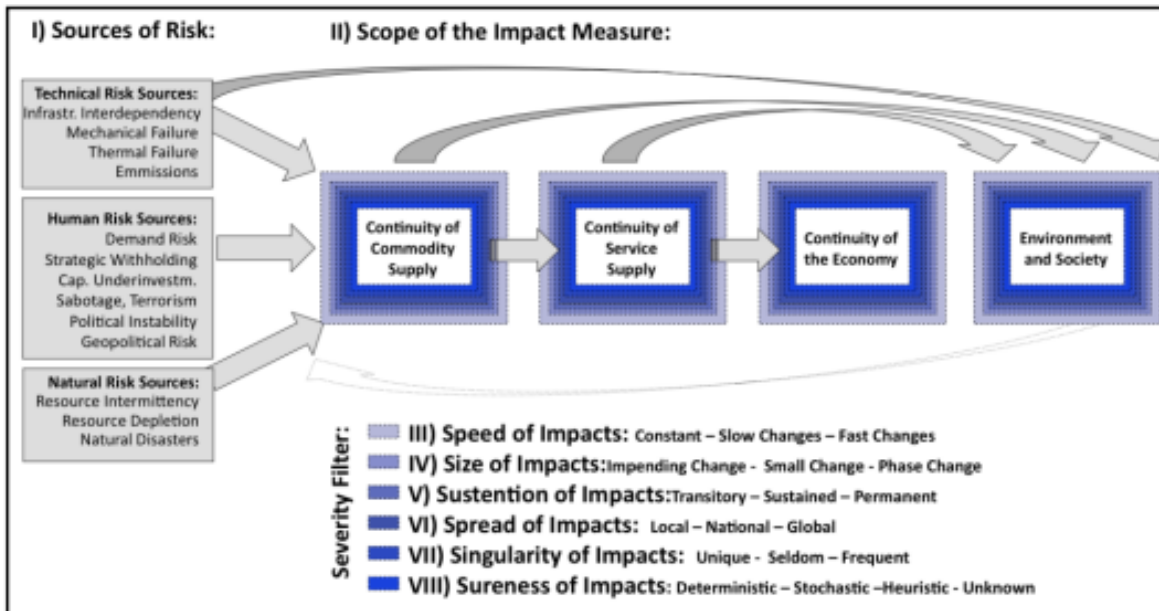 I) Sources of Risk:
II) Scope of the Impact Measure:
Technical Risk Sources:
Infrastr. Interdependency
Mechanical Failure
Thermal Failure
Emmissions
Human Risk Sources:
Demand Risk
Strategic Withholding
Cap. Underinvestm.
Sabotage, Terrorism
Political Instability
Geopolitical Risk
Natural Risk Sources:
Resource Intermittency
Resource Depletion
Natural Disasters
Continuity of
Commodity
Supply
Continuity of
Service
Supply
Continuity of
the Economy
Environment
and Society
Severity Filter:
III) Speed of Impacts: Constant – Slow Changes – Fast Changes
IV) Size of Impacts:Impending Change - Small Change - Phase Change
V) Sustention of Impacts:Transitory – Sustained – Permanent
VI) Spread of Impacts: Local – National – Global
VII) Singularity of Impacts: Unique - Seldom – Frequent
VIII) Sureness of Impacts: Deterministic – Stochastic –Heuristic - Unknown